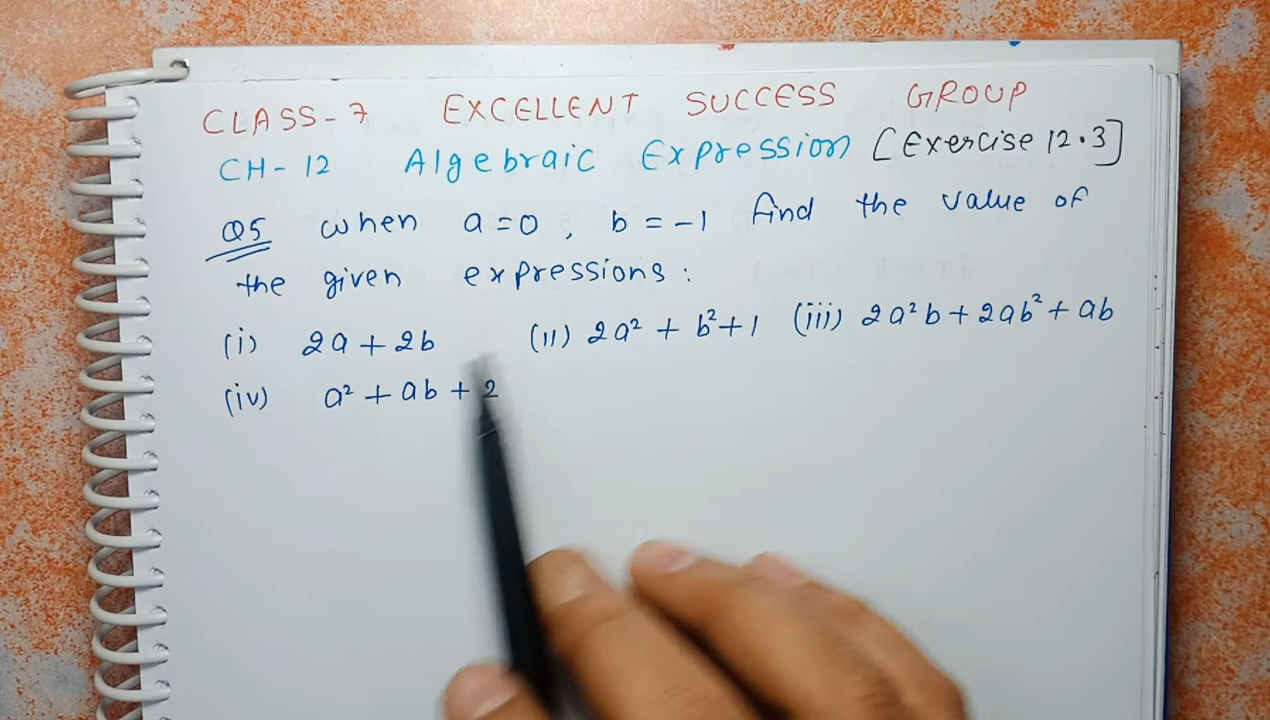 CLASS-7 EXCELLENT SUCCESS GROUP
CH-12 Algebraic Expression [Exercise 12.3]
Q5 when a=0, b=-1 find the value of
the given expressions:
(i) 2a+2b (ii) 2a²+b²+1 (iii) 2a²b+2ab²+ab
(iv) a²+ab+2